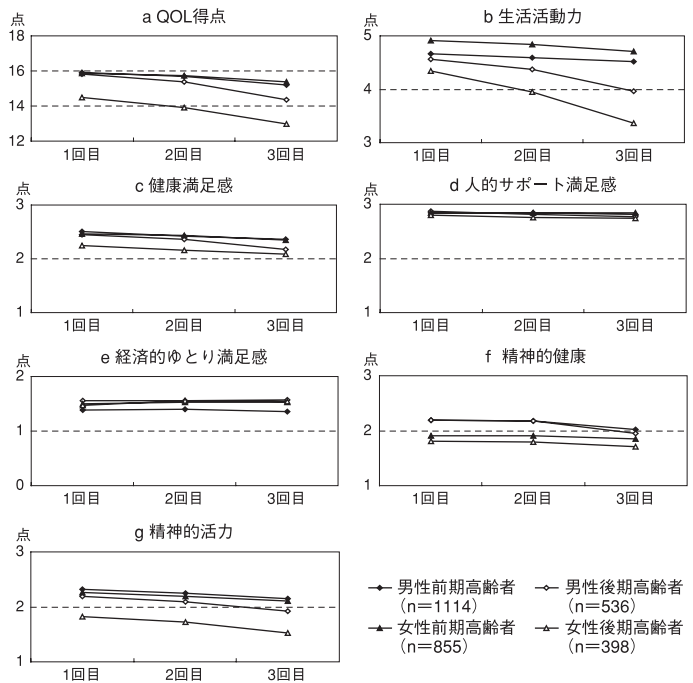 a QOL得点
点
18
16
14
12
1回目 2回目 3回目
b 生活活動力
点
5
4
3
1回目 2回目 3回目
c 健康満足感
点
3
2
1
1回目 2回目 3回目
d 人的サポート満足感
点
3
2
1
1回目 2回目 3回目
e 経済的ゆとり満足感
点
2
1
0
1回目 2回目 3回目
f 精神的健康
点
3
2
1
1回目 2回目 3回目
g 精神的活力
点
3
2
1
1回目 2回目 3回目
男性前期高齢者
（n＝1114）
男性後期高齢者
（n＝536）
女性前期高齢者
（n＝855）
女性後期高齢者
（n＝398）